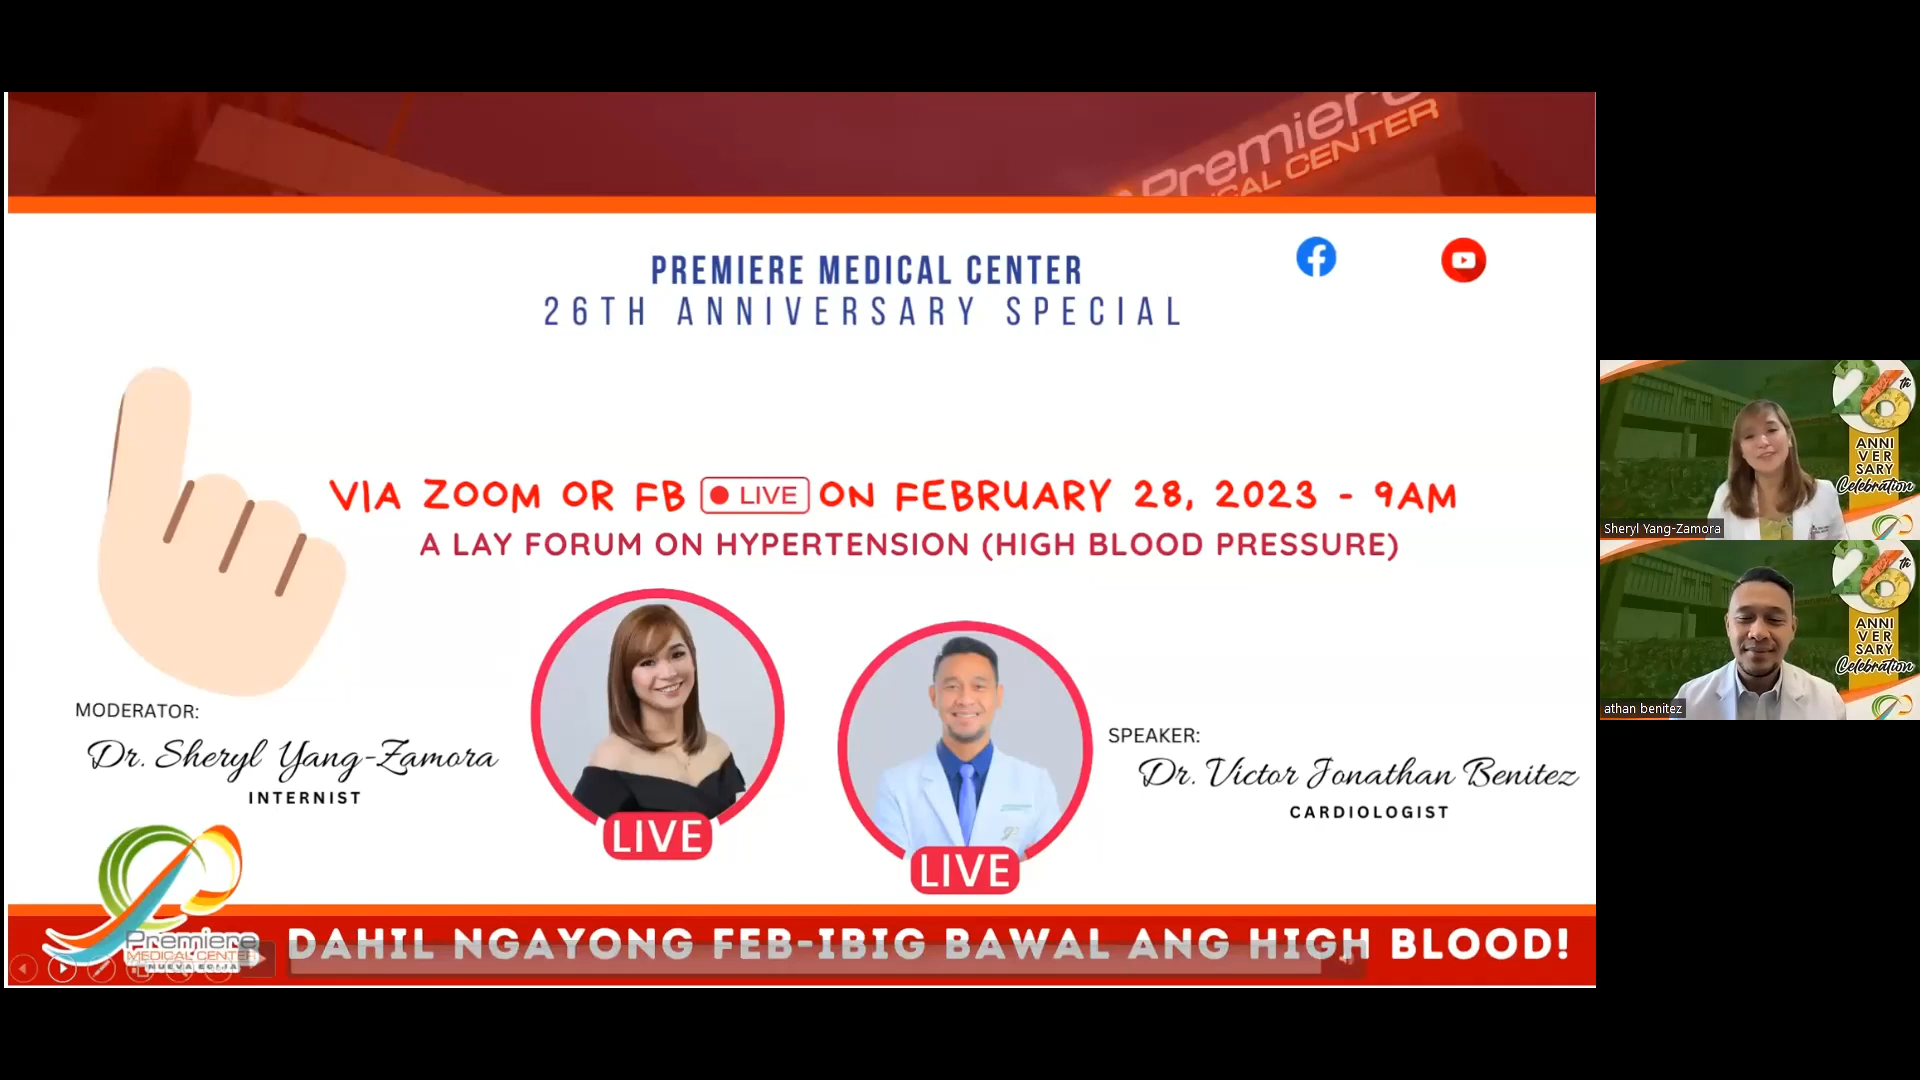 Premiere
CAL CENTER
PREMIERE MEDICAL CENTER
26TH ANNIVERSARY SPECIAL
VIA ZOOM OR FB LIVE ON FEBRUARY 28, 2023 - 9AM
A LAY FORUM ON HYPERTENSION (HIGH BLOOD PRESSURE)
MODERATOR:
Dr. Sheryl Yang-Zamora
INTERNIST
LIVE
LIVE
SPEAKER:
Dr. Victor Jonathan Benitez
CARDIOLOGIST
Premiere
MEDICAL CENTER
NUEVA ECIJA
DAHIL NGAYONG FEB-IBIG BAWAL ANG HIGH BLOOD!
26th
ANNI
VER
SARY
Celebration
Sheryl Yang-Zamora
26th
ANNI
VER
SARY
Celebration
athan benitez